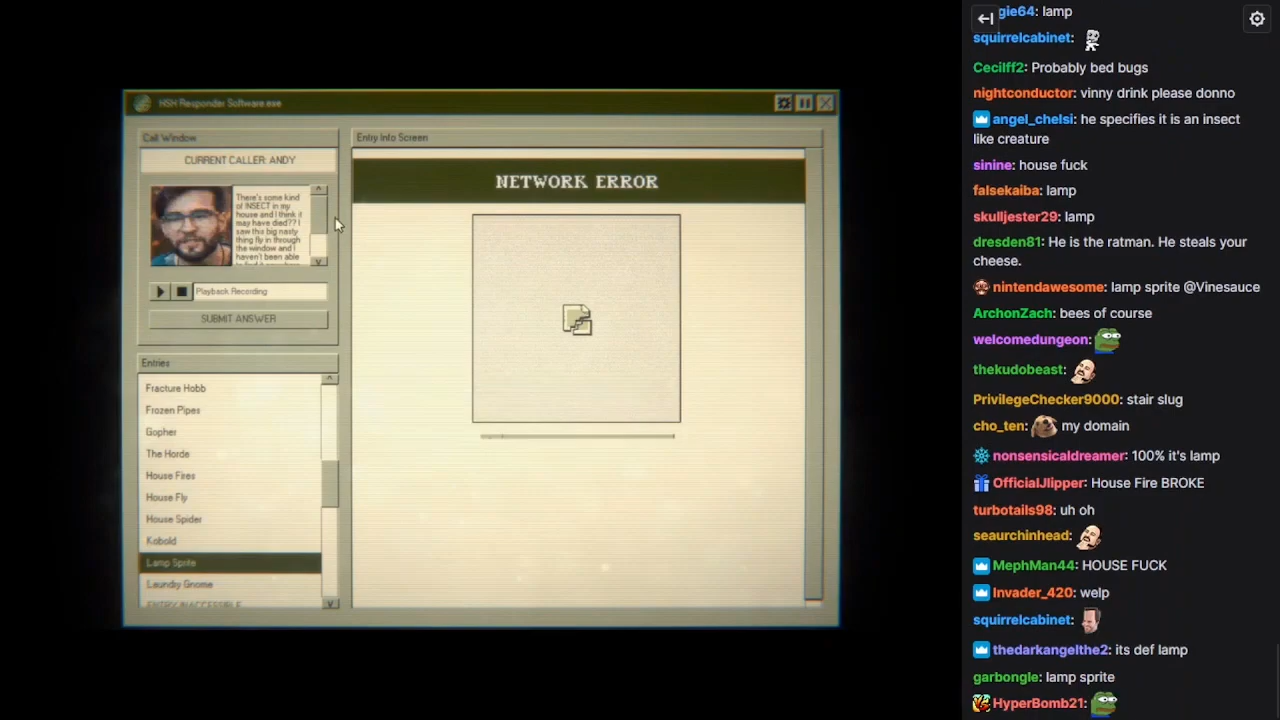 HSH Responder Software.exe
Call Window
CURRENT CALLER: ANDY
There's some kind
of INSECT in my
house and I think it
may have died?? I
saw this big nasty
thing fly in through
the window and I
haven't been able
Playback Recording
SUBMIT ANSWER
Entries
Fracture Hobb
Frozen Pipes
Gopher
The Horde
House Fires
House Fly
House Spider
Kobold
Lamp Sprite
Laundry Gnome
ENTRY INACCESSIBLE
Entry Info Screen
NETWORK ERROR
gie64: lamp
squirrelcabinet:
Cecilff2: Probably bed bugs
nightconductor: vinny drink please donno
angel_chelsi: he specifies it is an insect
like creature
sinine: house fuck
falsekaiba: lamp
skulljester29: lamp
dresden81: He is the ratman. He steals your
cheese.
nintendawesome: lamp sprite @Vinesauce
ArchonZach: bees of course
welcomedungeon:
thekudobeast:
PrivilegeChecker9000: stair slug
cho_ten: my domain
nonsensicaldreamer: 100% it's lamp
OfficialJlipper: House Fire BROKE
turbotails98: uh oh
seaurchinhead:
MephMan44: HOUSE FUCK
Invader_420: welp
squirrelcabinet:
thedarkangelthe2: its def lamp
garbongle: lamp sprite
HyperBomb21: